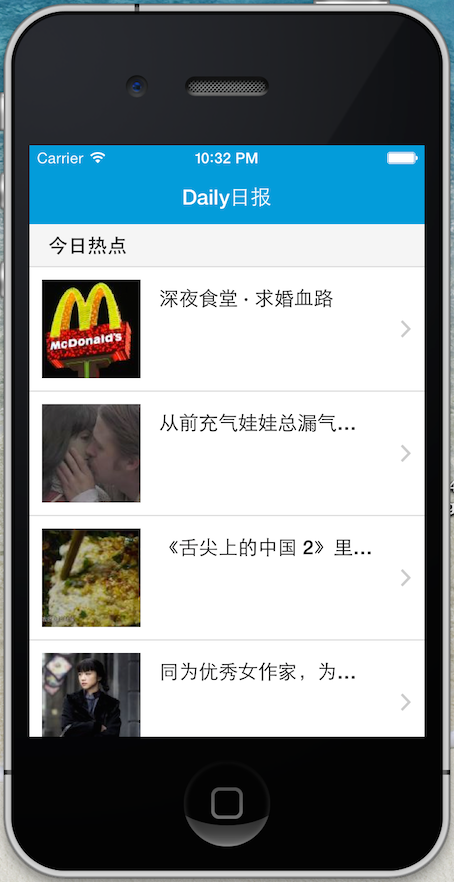 Carrier 10:32 PM
Daily日报
今日热点
深夜食堂 · 求婚血路
McDonald's
从前充气娃娃总漏气…
《舌尖上的中国 2》里…
同为优秀女作家，为…